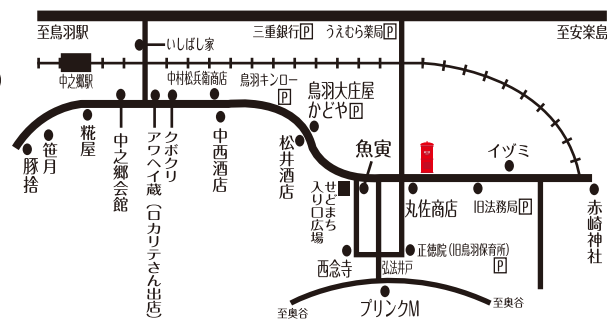 至鳥羽駅
三重銀行P
うえむら薬局P
至安楽島
いしばし家
中之郷駅
中村松兵衛商店
鳥羽キンロー
P
鳥羽大庄屋
かどやP
糀屋
笹月
豚捨
中之郷会館
アワヘイ蔵(ロカリテさん出店)
クボクリ
中西酒店
松井酒店
魚寅
イヅミ
せどまち
入り口広場
丸佐商店
旧法務局P
赤崎神社
西念寺
弘法井戸
正徳院(旧鳥羽保育所)
P
至奥谷
プリンクM
至奥谷